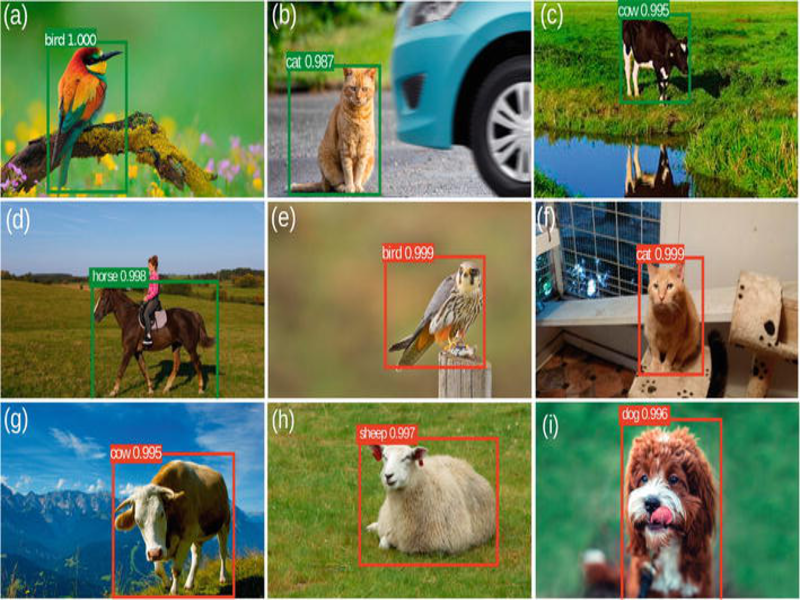 (a)
bird 1.000
(b)
cat 0.987
(c)
cow 0.995
(d)
horse 0.998
(e)
bird 0.999
(f)
cat 0.999
(g)
cow 0.995
(h)
sheep 0.997
(i)
dog 0.996